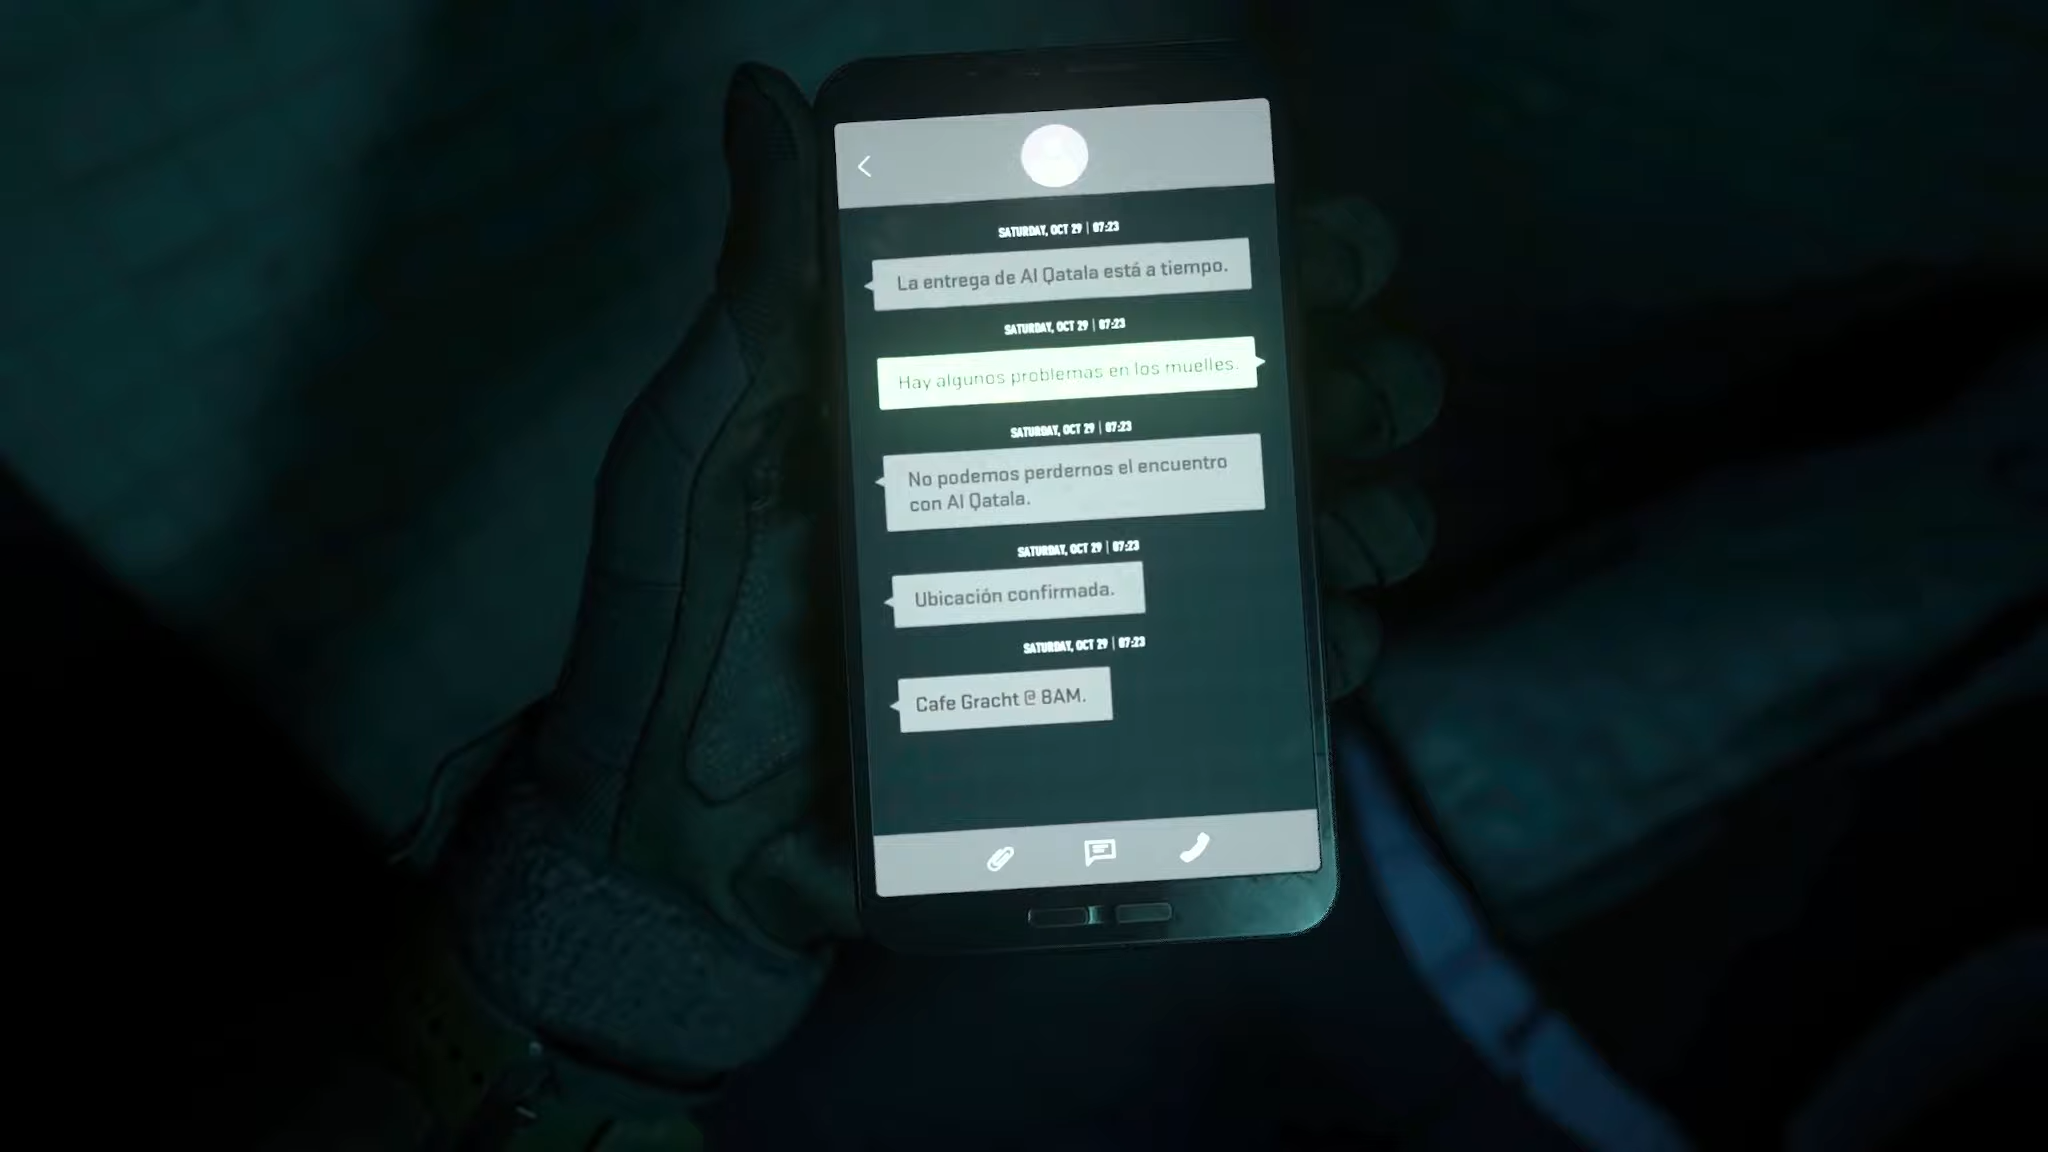 SATURDAY, OCT 29 | 07:23
La entrega de Al Qatala está a tiempo.
SATURDAY, OCT 29 | 07:23
Hay algunos problemas en los muelles.
SATURDAY, OCT 29 | 07:23
No podemos perdernos el encuentro
con Al Qatala.
SATURDAY, OCT 29 | 07:23
Ubicación confirmada.
SATURDAY, OCT 29 | 07:23
Cafe Gracht @ 8AM.